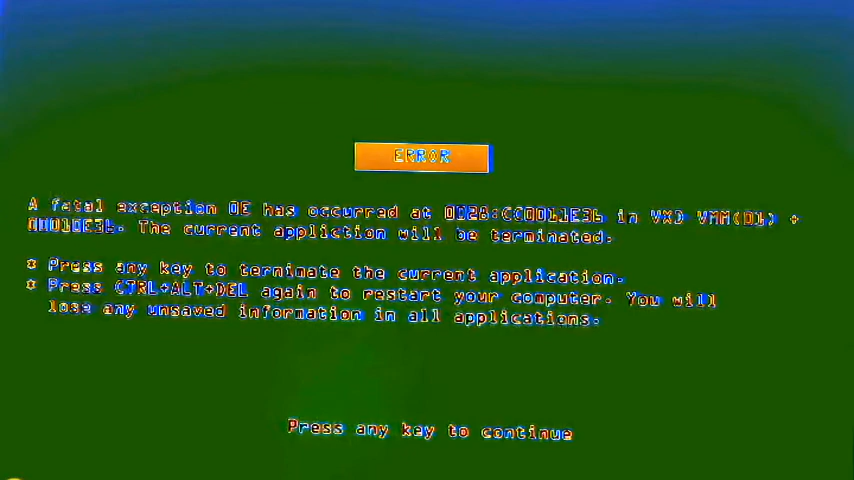 ERROR
A fatal exception 0E has occurred at 0028:CC0011E36 in VXD VMM(01) +
00010E36. The current appliction will be terminated.
* Press any key to terminate the current application.
* Press CTRL+ALT+DEL again to restart your computer. You will
lose any unsaved information in all applications.
Press any key to continue